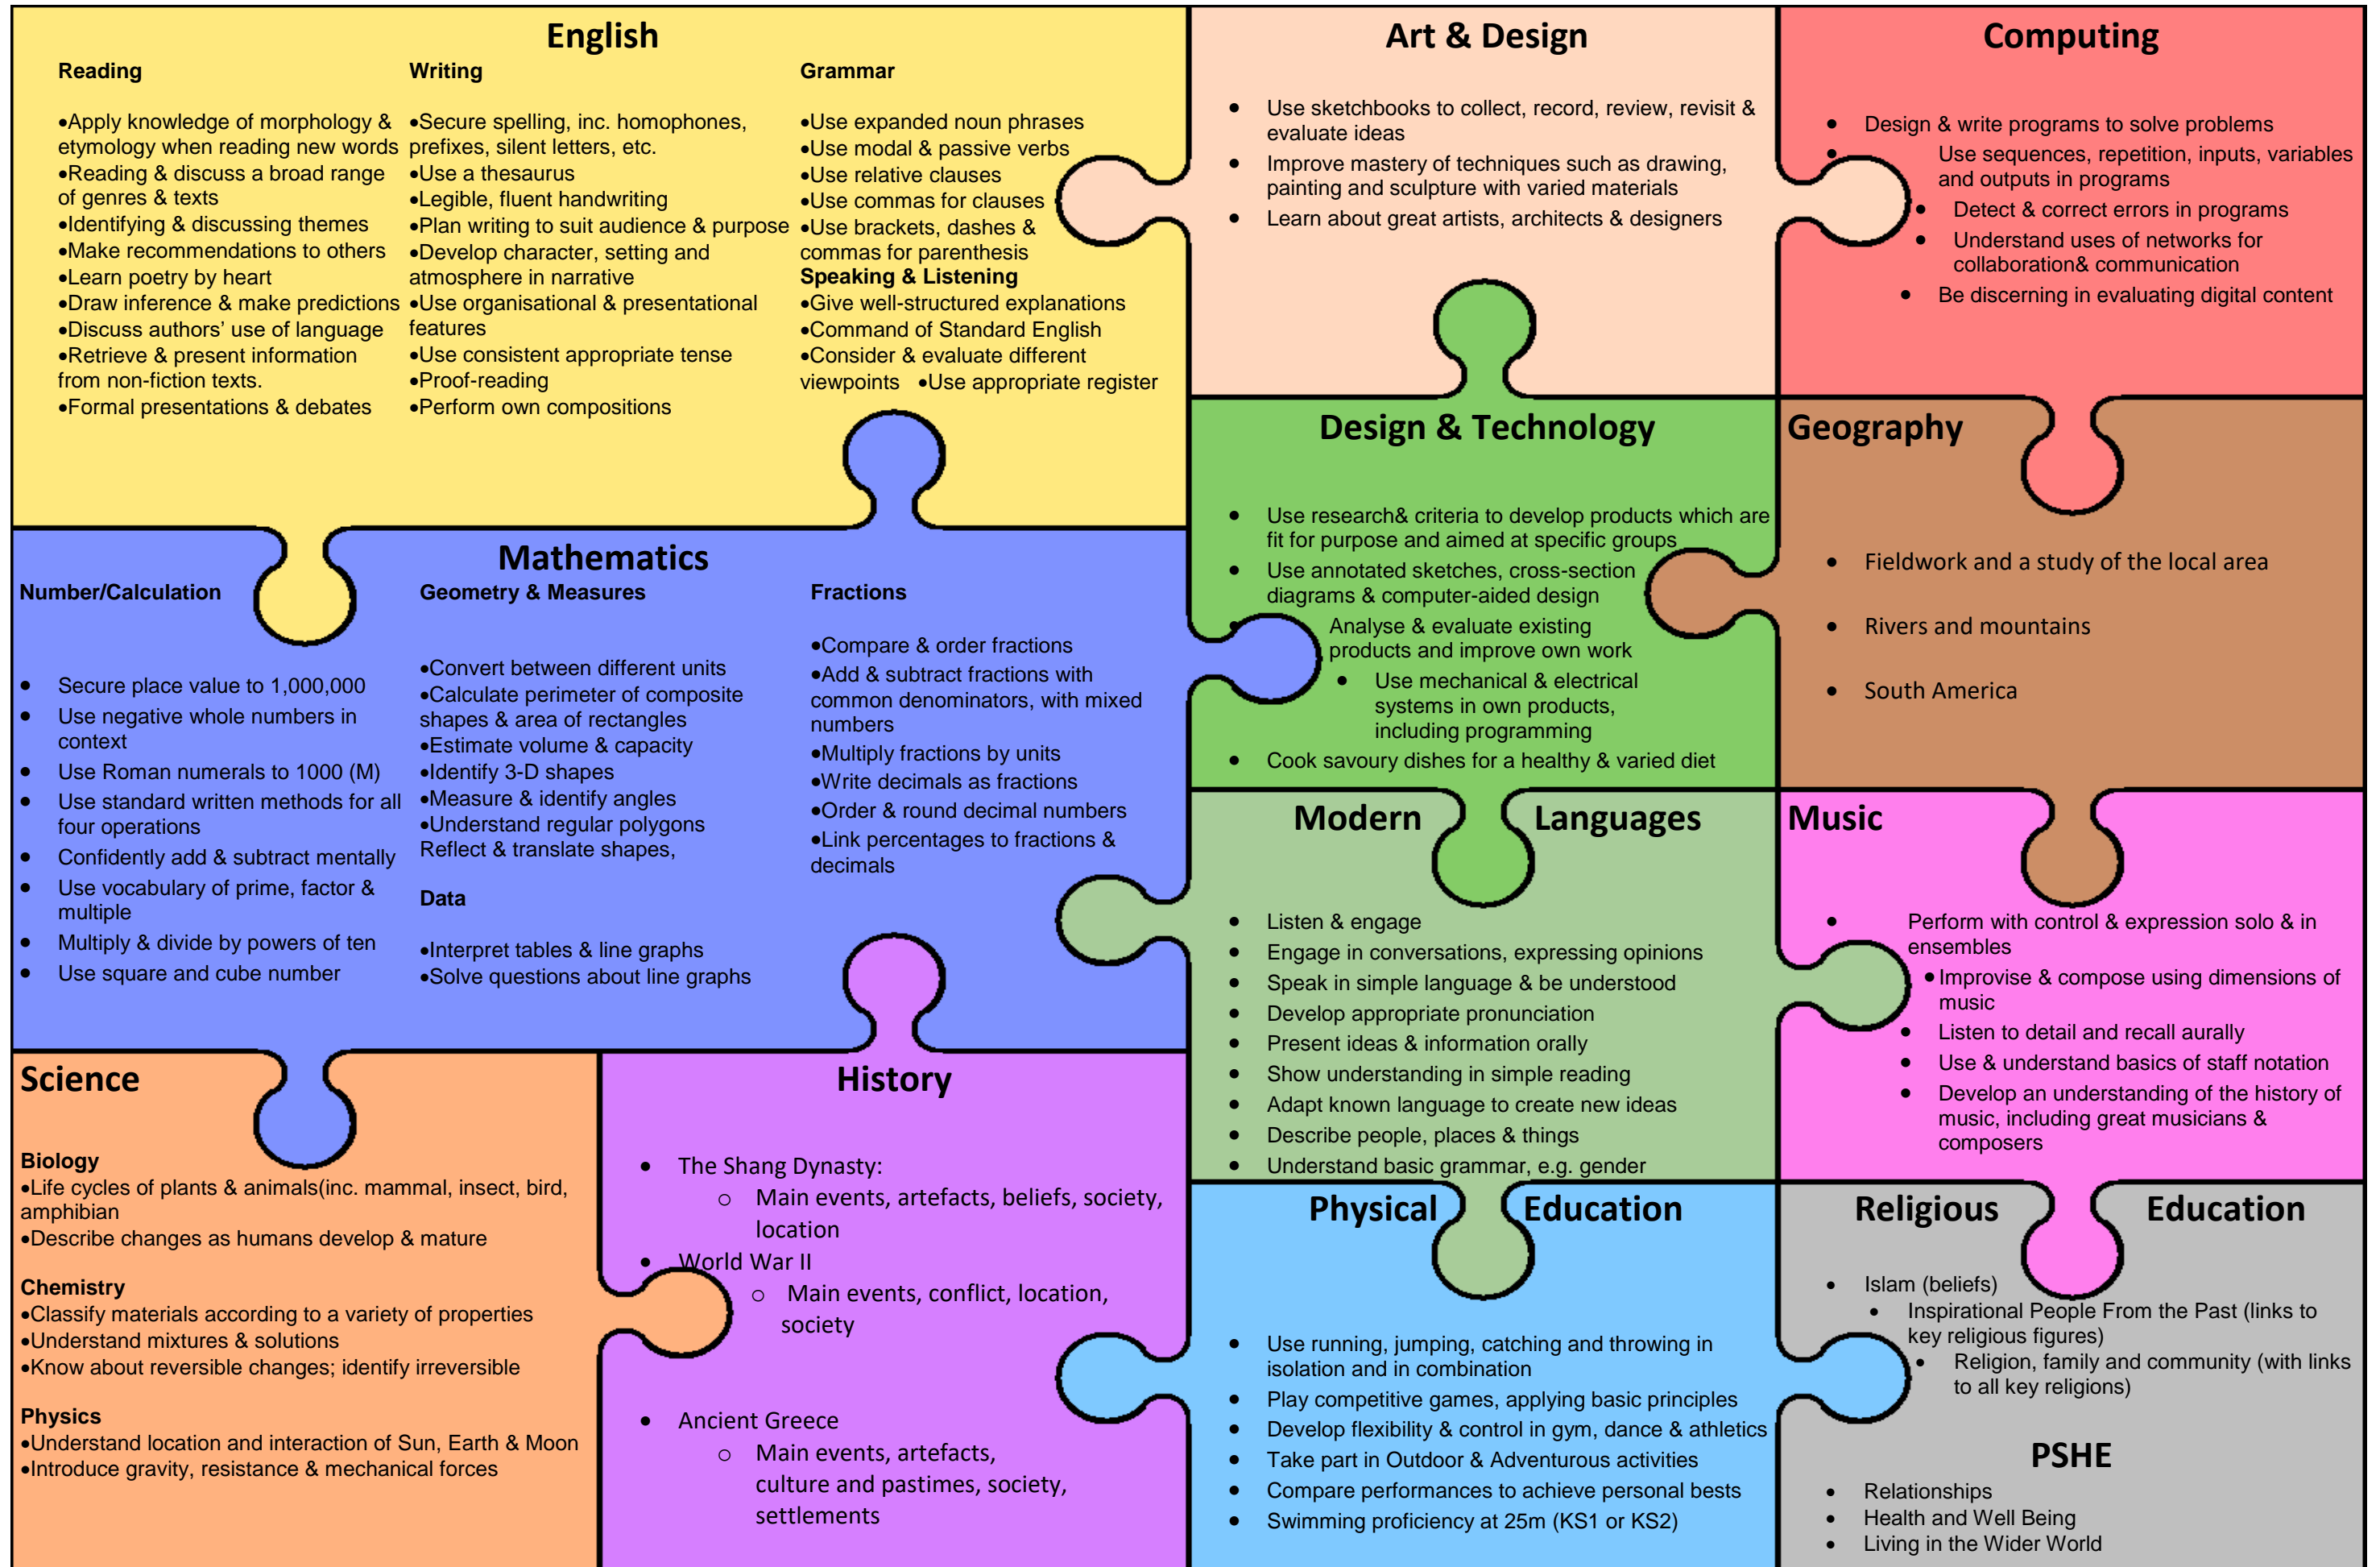 English
Reading
•Apply knowledge of morphology &
etymology when reading new words
•Reading & discuss a broad range
of genres & texts
•Identifying & discussing themes
•Make recommendations to others
•Learn poetry by heart
•Draw inference & make predictions
•Discuss authors’ use of language
•Retrieve & present information
from non-fiction texts.
•Formal presentations & debates
Writing
•Secure spelling, inc. homophones,
prefixes, silent letters, etc.
•Use a thesaurus
•Legible, fluent handwriting
•Plan writing to suit audience & purpose
•Develop character, setting and
atmosphere in narrative
•Use organisational & presentational
features
•Use consistent appropriate tense
•Proof-reading
•Perform own compositions
Grammar
•Use expanded noun phrases
•Use modal & passive verbs
•Use relative clauses
•Use commas for clauses
•Use brackets, dashes &
commas for parenthesis
Speaking & Listening
•Give well-structured explanations
•Command of Standard English
•Consider & evaluate different
viewpoints •Use appropriate register
Art & Design
• Use sketchbooks to collect, record, review, revisit &
evaluate ideas
• Improve mastery of techniques such as drawing,
painting and sculpture with varied materials
• Learn about great artists, architects & designers
Computing
• Design & write programs to solve problems
• Use sequences, repetition, inputs, variables
and outputs in programs
• Detect & correct errors in programs
• Understand uses of networks for
collaboration& communication
• Be discerning in evaluating digital content
Mathematics
Number/Calculation
• Secure place value to 1,000,000
• Use negative whole numbers in
context
• Use Roman numerals to 1000 (M)
• Use standard written methods for all
four operations
• Confidently add & subtract mentally
• Use vocabulary of prime, factor &
multiple
• Multiply & divide by powers of ten
• Use square and cube number
Geometry & Measures
•Convert between different units
•Calculate perimeter of composite
shapes & area of rectangles
•Estimate volume & capacity
•Identify 3-D shapes
•Measure & identify angles
•Understand regular polygons
Reflect & translate shapes,
Data
•Interpret tables & line graphs
•Solve questions about line graphs
Fractions
•Compare & order fractions
•Add & subtract fractions with
common denominators, with mixed
numbers
•Multiply fractions by units
•Write decimals as fractions
•Order & round decimal numbers
•Link percentages to fractions &
decimals
Design & Technology
• Use research& criteria to develop products which are
fit for purpose and aimed at specific groups
• Use annotated sketches, cross-section
diagrams & computer-aided design
• Analyse & evaluate existing
products and improve own work
• Use mechanical & electrical
systems in own products,
including programming
• Cook savoury dishes for a healthy & varied diet
Geography
• Fieldwork and a study of the local area
• Rivers and mountains
• South America
Modern Languages
• Listen & engage
• Engage in conversations, expressing opinions
• Speak in simple language & be understood
• Develop appropriate pronunciation
• Present ideas & information orally
• Show understanding in simple reading
• Adapt known language to create new ideas
• Describe people, places & things
• Understand basic grammar, e.g. gender
Music
• Perform with control & expression solo & in
ensembles
•Improvise & compose using dimensions of
music
• Listen to detail and recall aurally
• Use & understand basics of staff notation
• Develop an understanding of the history of
music, including great musicians &
composers
Science
Biology
•Life cycles of plants & animals(inc. mammal, insect, bird,
amphibian
•Describe changes as humans develop & mature
Chemistry
•Classify materials according to a variety of properties
•Understand mixtures & solutions
•Know about reversible changes; identify irreversible
Physics
•Understand location and interaction of Sun, Earth & Moon
•Introduce gravity, resistance & mechanical forces
History
• The Shang Dynasty:
o Main events, artefacts, beliefs, society,
location
• World War II
o Main events, conflict, location,
society
• Ancient Greece
o Main events, artefacts,
culture and pastimes, society,
settlements
Physical Education
• Use running, jumping, catching and throwing in
isolation and in combination
• Play competitive games, applying basic principles
• Develop flexibility & control in gym, dance & athletics
• Take part in Outdoor & Adventurous activities
• Compare performances to achieve personal bests
• Swimming proficiency at 25m (KS1 or KS2)
Religious Education
• Islam (beliefs)
• Inspirational People From the Past (links to
key religious figures)
• Religion, family and community (with links
to all key religions)
PSHE
• Relationships
• Health and Well Being
• Living in the Wider World